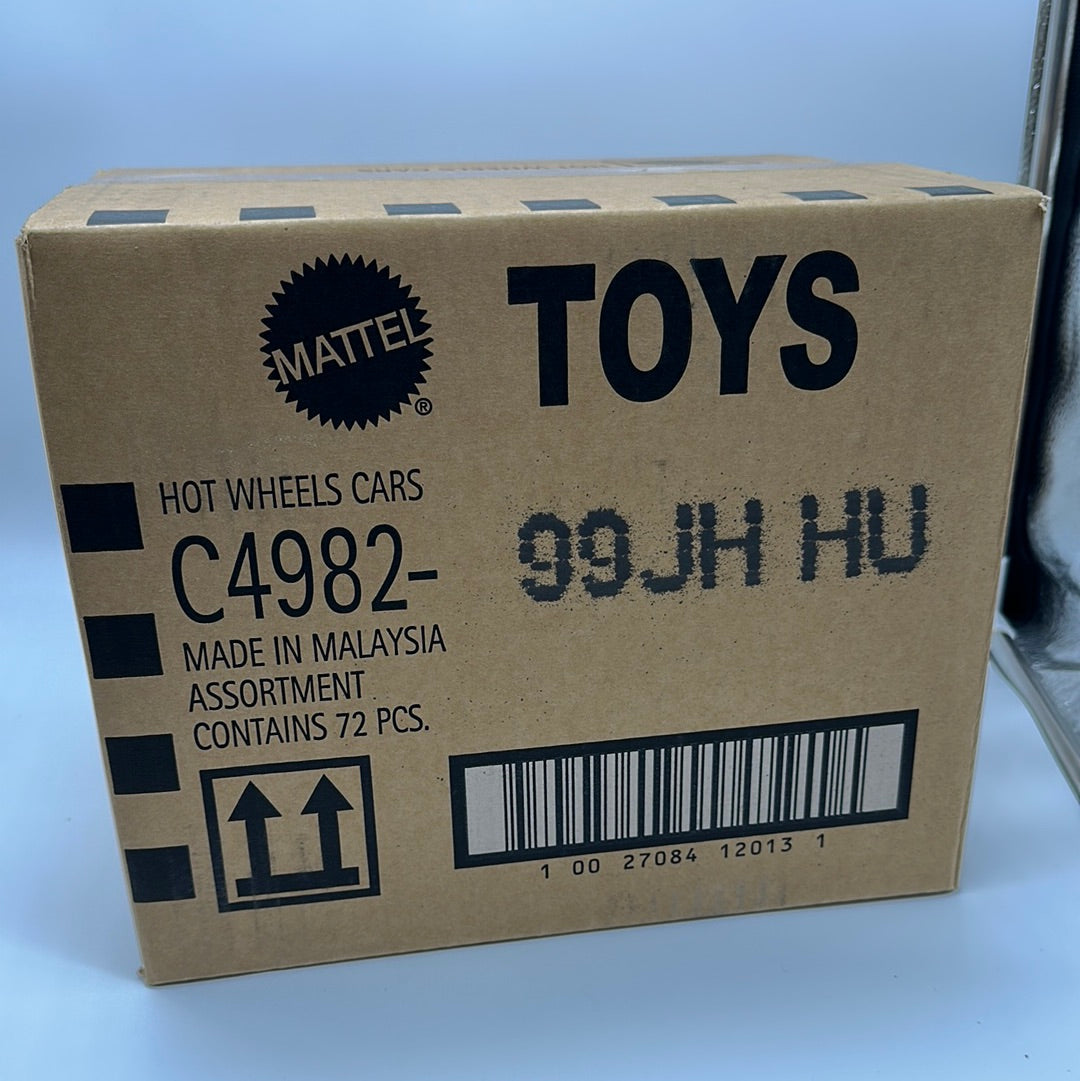 MATTEL
®
TOYS
HOT WHEELS CARS
C4982-
99JH HU
MADE IN MALAYSIA
ASSORTMENT
CONTAINS 72 PCS.
1 00 27084 12013 1